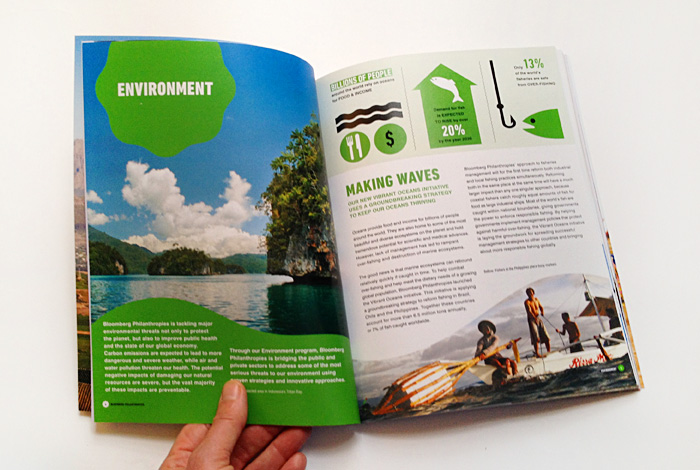 ENVIRONMENT
Bloomberg Philanthropies is tackling major
environmental threats not only to protect
the planet, but also to improve public health
and the state of our global economy.
Carbon emissions are expected to lead to more
dangerous and severe weather, while air and
water pollution threaten our health. The potential
negative impacts of damaging our natural
resources are severe, but the vast majority
of these impacts are preventable.
Through our Environment program, Bloomberg
Philanthropies is bridging the public and
private sectors to address some of the most
serious threats to our environment using
strategies and innovative approaches.
BILLIONS OF PEOPLE
around the world rely on oceans
for FOOD & INCOME
$
Demand for fish
is EXPECTED
TO RISE by over
20%
by the year
Only 13%
of the world's
fisheries are safe
from OVER-FISHING
MAKING WAVES
OUR NEW VIBRANT OCEANS INITIATIVE
USES A GROUNDBREAKING STRATEGY
TO KEEP OUR OCEANS THRIVING
Oceans provide food and income for billions of people
around the world. They are also home to some of the most
beautiful and diverse ecosystems on the planet and hold
tremendous potential for scientific and medical advances.
However, lack of management has led to rampant
over-fishing and destruction of marine ecosystems.
The good news is that marine ecosystems can rebound
relatively quickly if caught in time. To help combat
over-fishing and help meet the dietary needs of a growing
global population, Bloomberg Philanthropies launched
the Vibrant Oceans Initiative. This initiative is applying
a groundbreaking strategy to reform fishing in Brazil,
Chile and the Philippines. Together these countries
account for more than 6.5 million tons annually,
or 7%, of fish caught worldwide.
Bloomberg Philanthropies' approach to fisheries
management will for the first time reform both industrial
and local fishing practices simultaneously. Reforming
both in the same place at the same time will have a much
larger impact than any one singular approach, because
coastal fishers catch roughly equal amounts of fish for
food as large industrial ships. Most of the world's fish are
caught within national boundaries, giving governments
the power to enforce responsible fishing. By helping
governments implement management policies that protect
against harmful over-fishing, the Vibrant Oceans Initiative
is laying the groundwork for spreading successful
management strategies to other countries and bringing
about more responsible fishing globally.